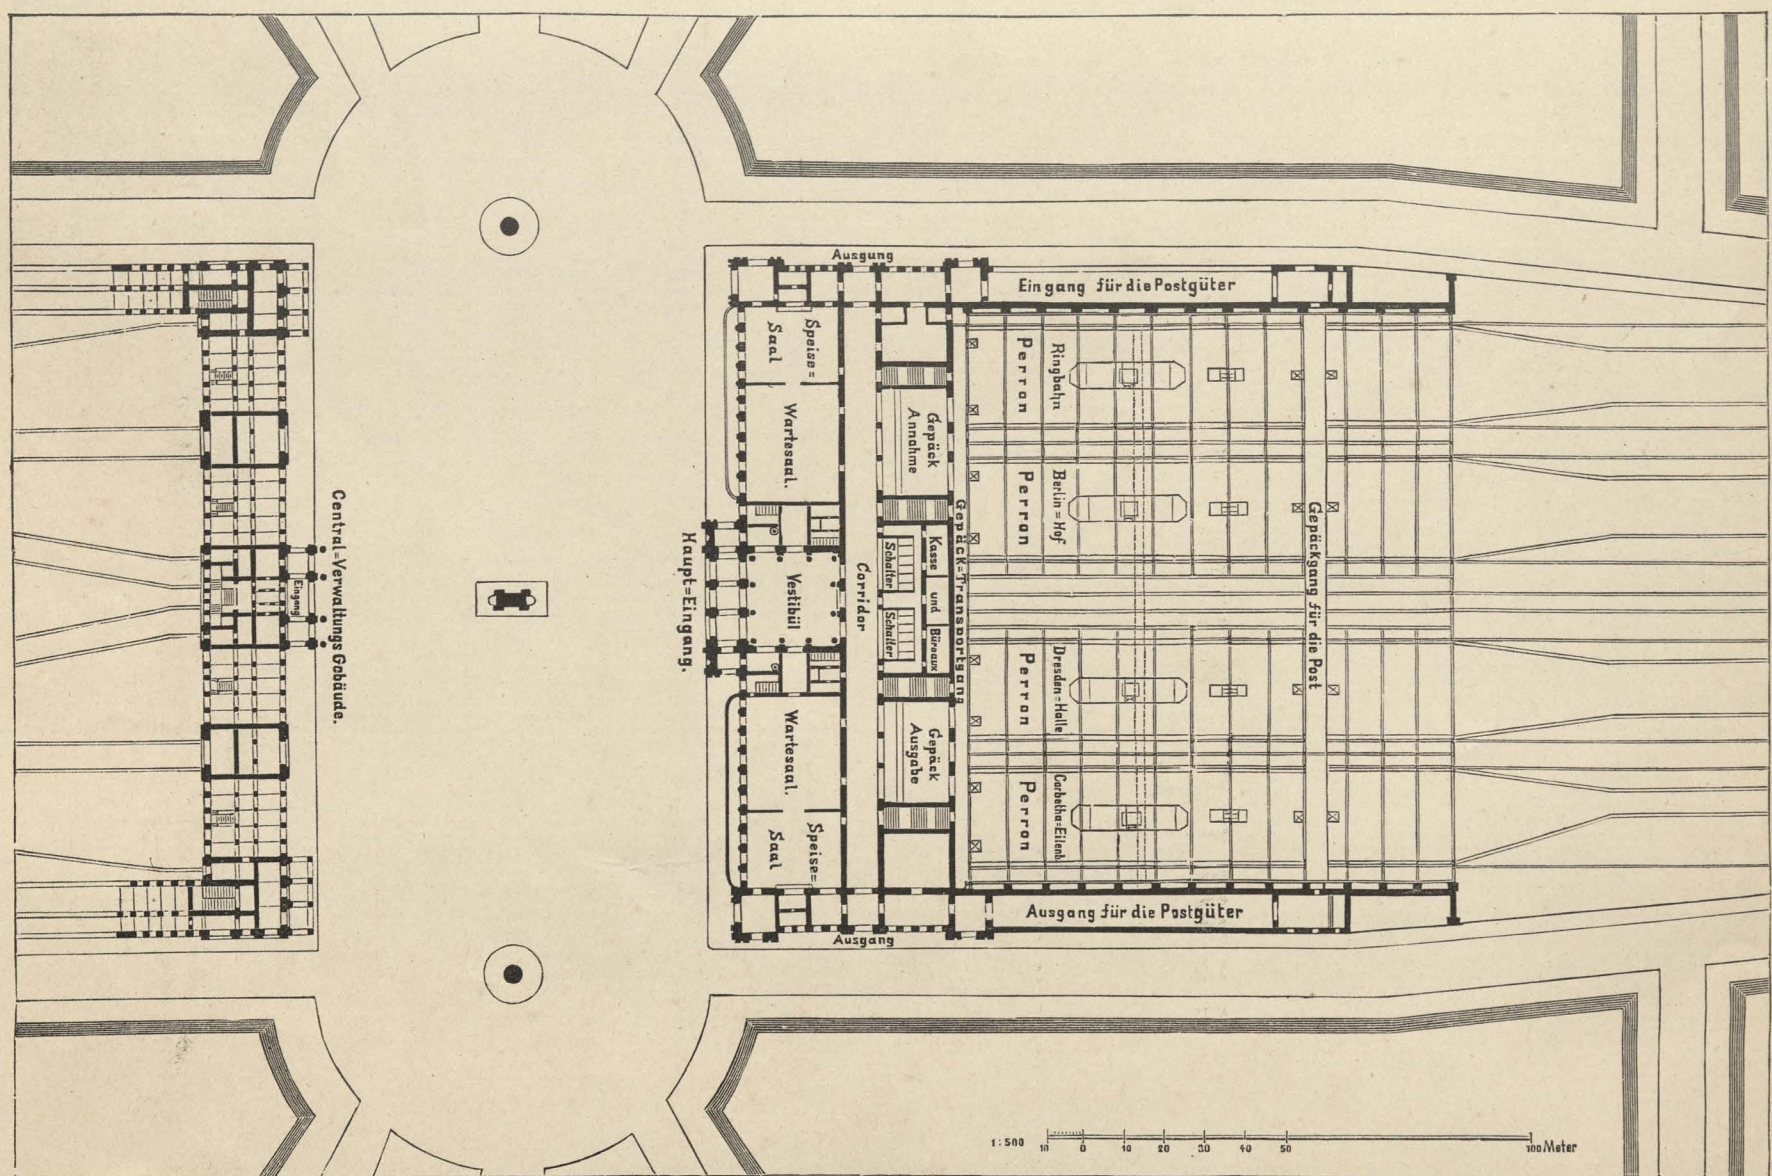 Ausgung
Eingang für die Postgüter
Speise=
Saal
Wartesaal.
Gepäck
Annahme
Ringbahn
Perron
Berlin=Hof
Perron
Gepäckgang für die Post
Gepäck=Transportgang
Central=Verwaltungs Gebäude.
Eingang
Haupt=Eingang.
Vestibül
Corridor
Schalter
Schalter
Kasse und Büreaux
Dresden=Halle
Perron
Corbetha=Eilenb.
Perron
Wartesaal.
Gepäck
Ausgabe
Speise=
Saal
Ausgang für die Postgüter
Ausgang
1:500
10 0 10 20 30 40 50 100 Meter